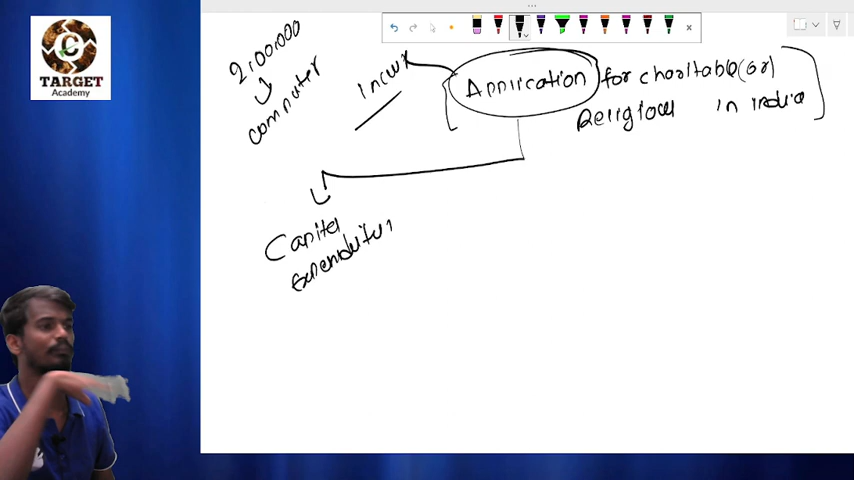 TARGET
Academy
2,00,000
computer
income
Application for charitable (or)
Religious in India
Capital
expenditure